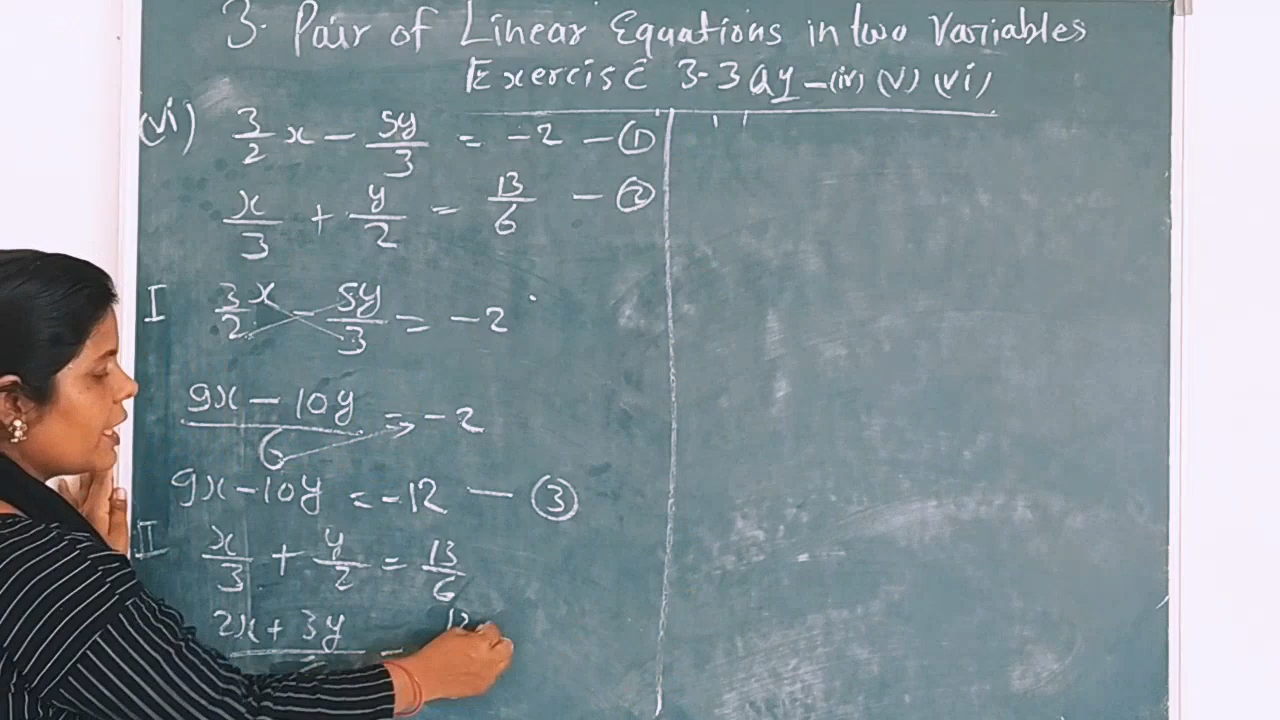 3. Pair of Linear Equations in two Variables
Exercise 3.3 Qy - (iv) (v) (vi)
(vi) 3/2 x - 5y/3 = -2 - ①
x/3 + y/2 = 13/6 - ②
I 3x/2 - 5y/3 = -2
9x - 10y / 6 = -2
9x - 10y = -12 - ③
II x/3 + y/2 = 13/6
2x + 3y =